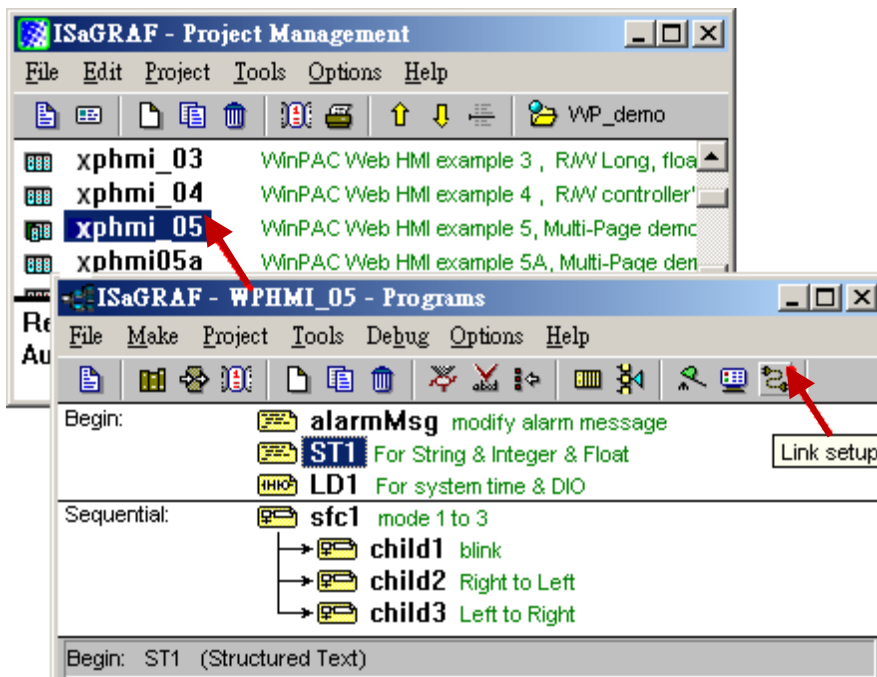 ISaGRAF - Project Management
File Edit Project Tools Options Help
WP_demo
xphmi_03 WinPAC Web HMI example 3 , R/W Long, floa
xphmi_04 WinPAC Web HMI example 4 , R/W controller'
xphmi_05 WinPAC Web HMI example 5, Multi-Page demo
xphmi05a WinPAC Web HMI example 5A, Multi-Page den
Re
Au
ISaGRAF - WPHMI_05 - Programs
File Make Project Tools Debug Options Help
Link setup
Begin: alarmMsg modify alarm message
ST1 For String & Integer & Float
LD1 For system time & DIO
Sequential: sfc1 mode 1 to 3
child1 blink
child2 Right to Left
child3 Left to Right
Begin: ST1 (Structured Text)